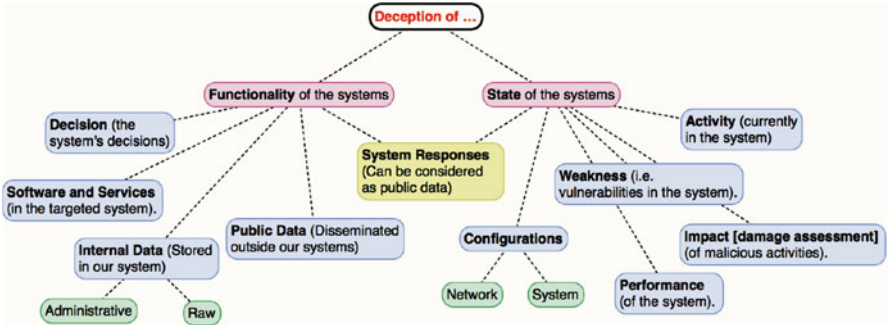 Deception of ...
Functionality of the systems
State of the systems
Decision (the
system's decisions)
Activity (currently
in the system)
System Responses
(Can be considered
as public data)
Weakness (i.e.
vulnerabilities in the system).
Software and Services
(in the targeted system).
Public Data (Disseminated
outside our systems)
Configurations
Impact [damage assessment]
(of malicious activities).
Internal Data (Stored
in our system)
Performance
(of the system).
Administrative
Raw
Network
System